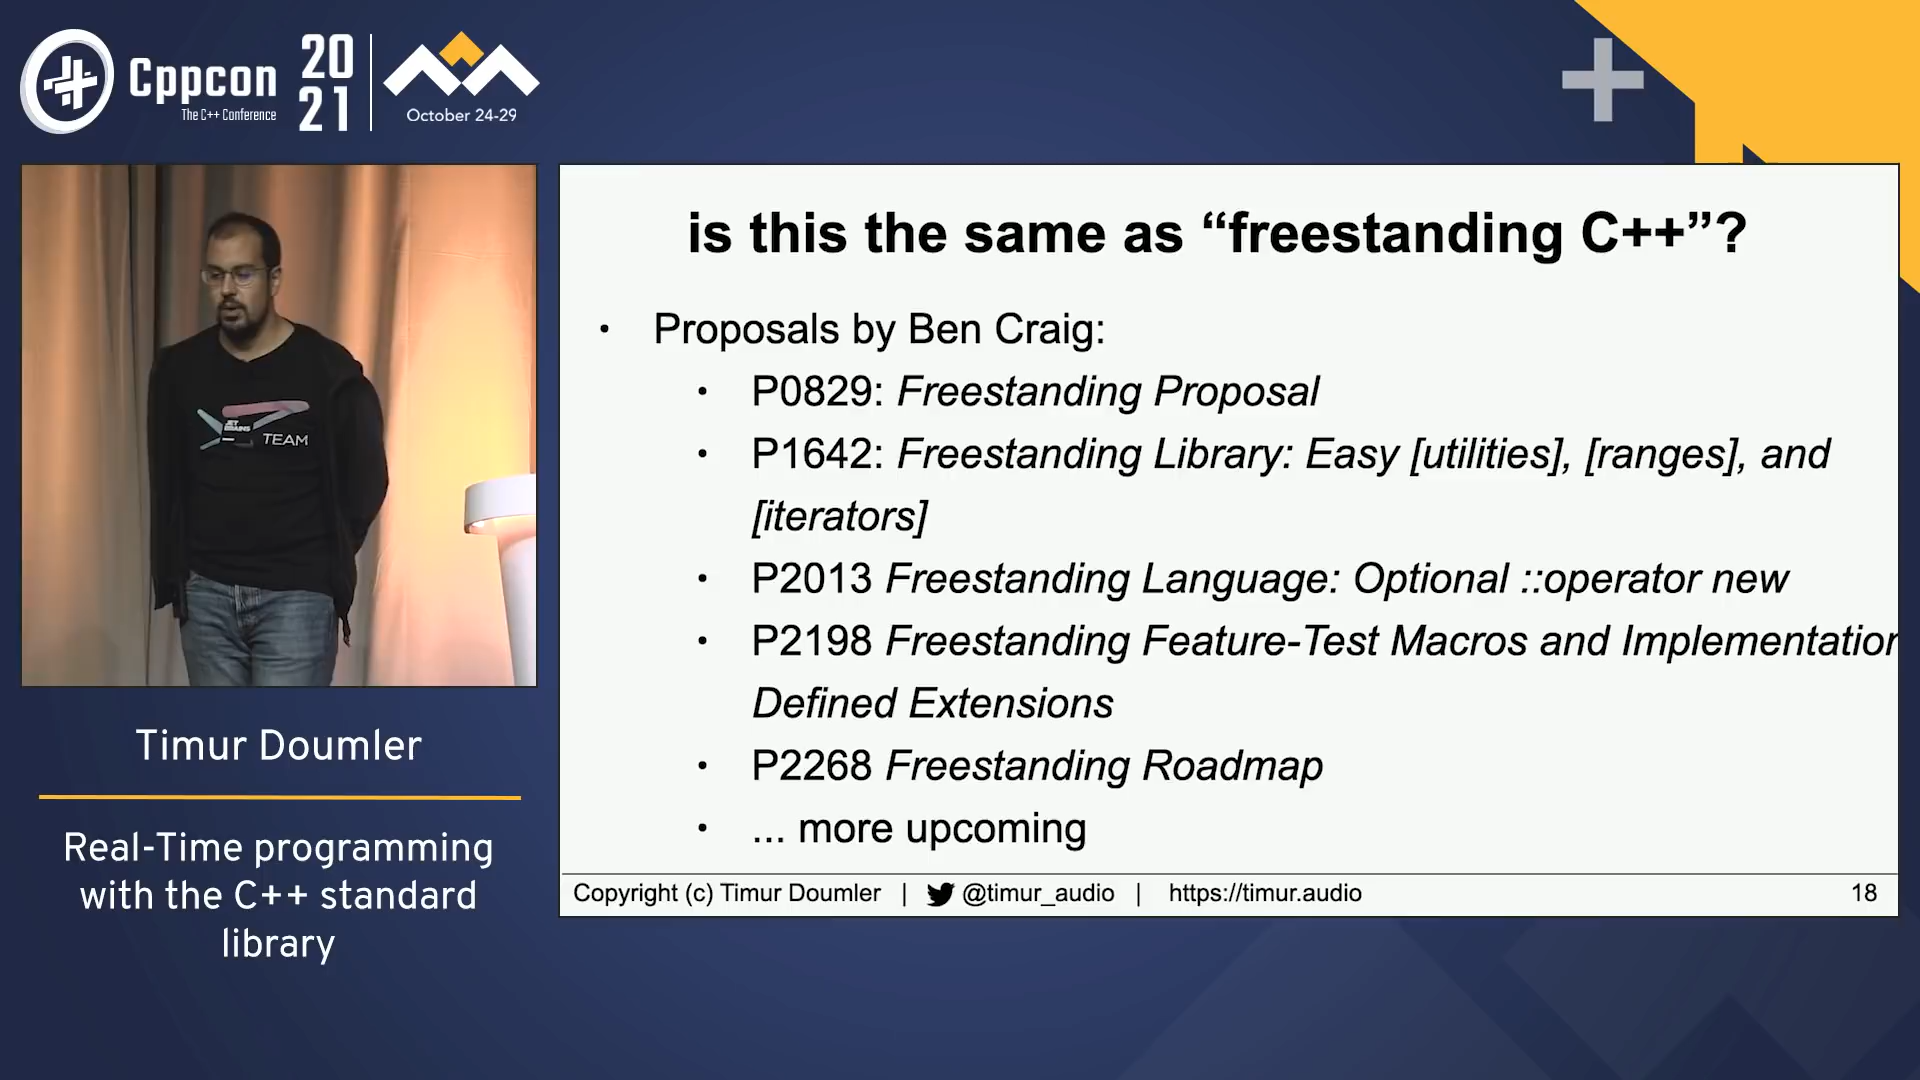 Cppcon
The C++ Conference
20
21
October 24-29
JET
BRAINS
TEAM
Timur Doumler
Real-Time programming
with the C++ standard
library
is this the same as “freestanding C++”?
• Proposals by Ben Craig:
• P0829: Freestanding Proposal
• P1642: Freestanding Library: Easy [utilities], [ranges], and
[iterators]
• P2013 Freestanding Language: Optional ::operator new
• P2198 Freestanding Feature-Test Macros and Implementation
Defined Extensions
• P2268 Freestanding Roadmap
• ... more upcoming
Copyright (c) Timur Doumler | @timur_audio | https://timur.audio 18